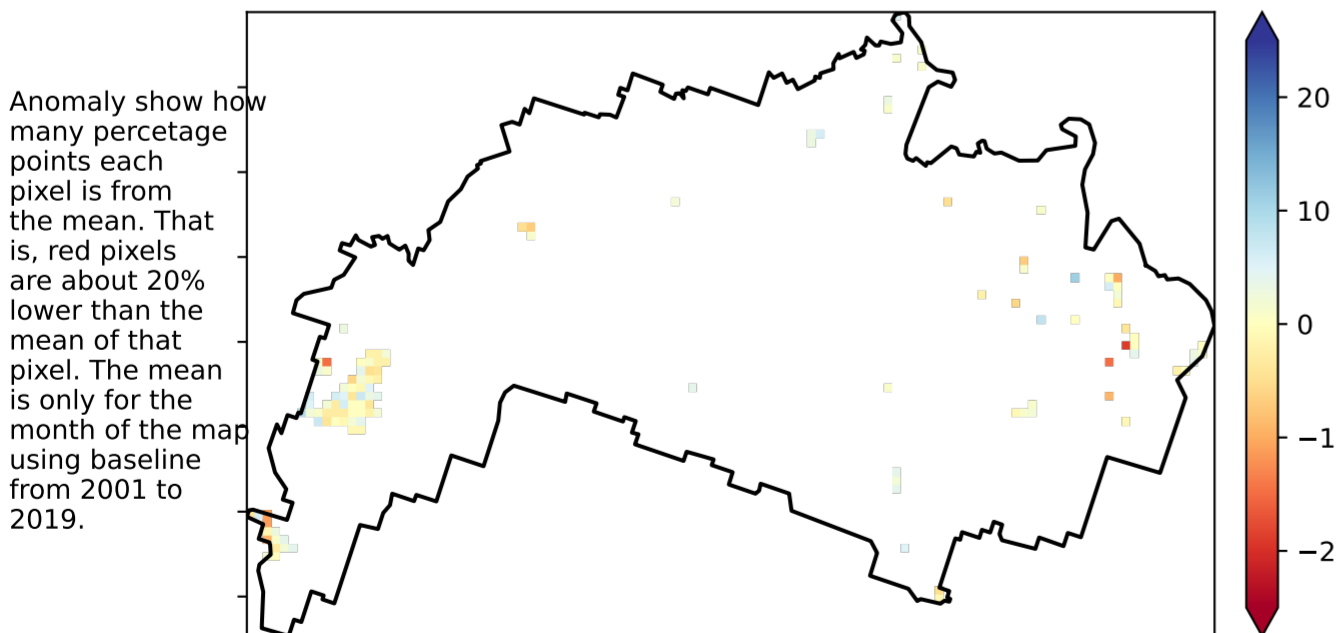 Anomaly show how
many percetage
points each
pixel is from
the mean. That
is, red pixels
are about 20%
lower than the
mean of that
pixel. The mean
is only for the
month of the map
using baseline
from 2001 to
2019.
20
10
0
−1
−2